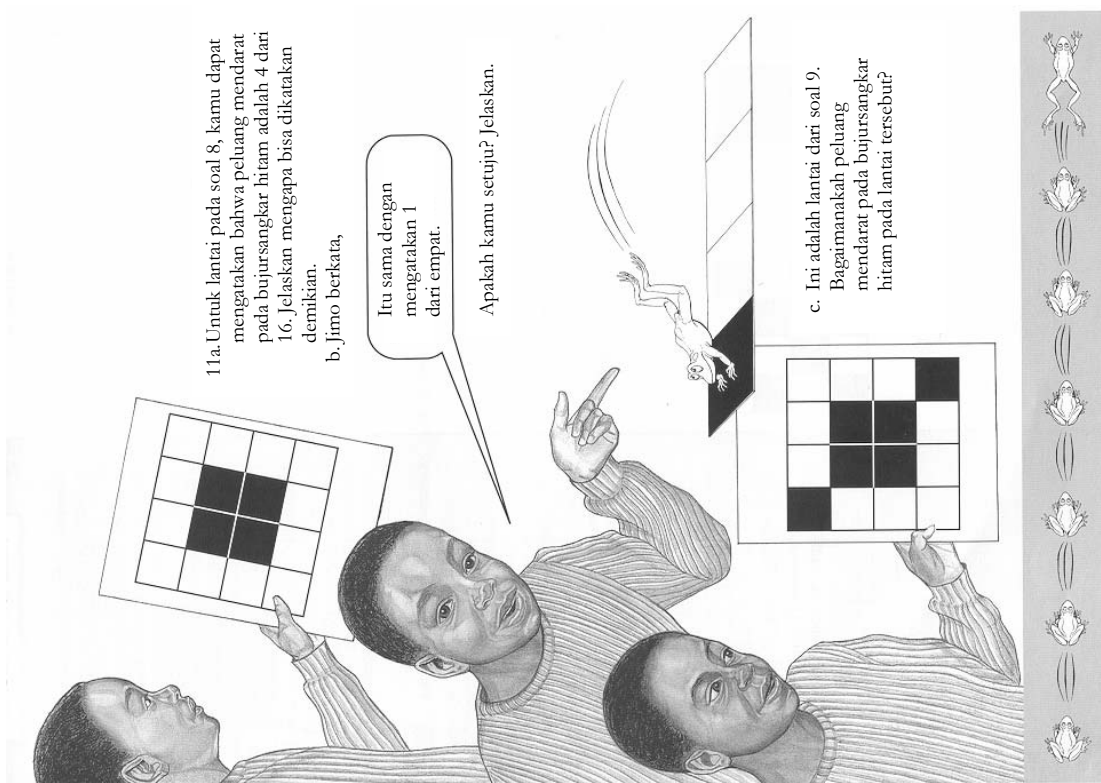 11a.Untuk lantai pada soal 8, kamu dapat
mengatakan bahwa peluang mendarat
pada bujursangkar hitam adalah 4 dari
16. Jelaskan mengapa bisa dikatakan
demikian.
b. Jimo berkata,
Itu sama dengan
mengatakan 1
dari empat.
Apakah kamu setuju? Jelaskan.
c. Ini adalah lantai dari soal 9.
Bagaimanakah peluang
mendarat pada bujursangkar
hitam pada lantai tersebut?